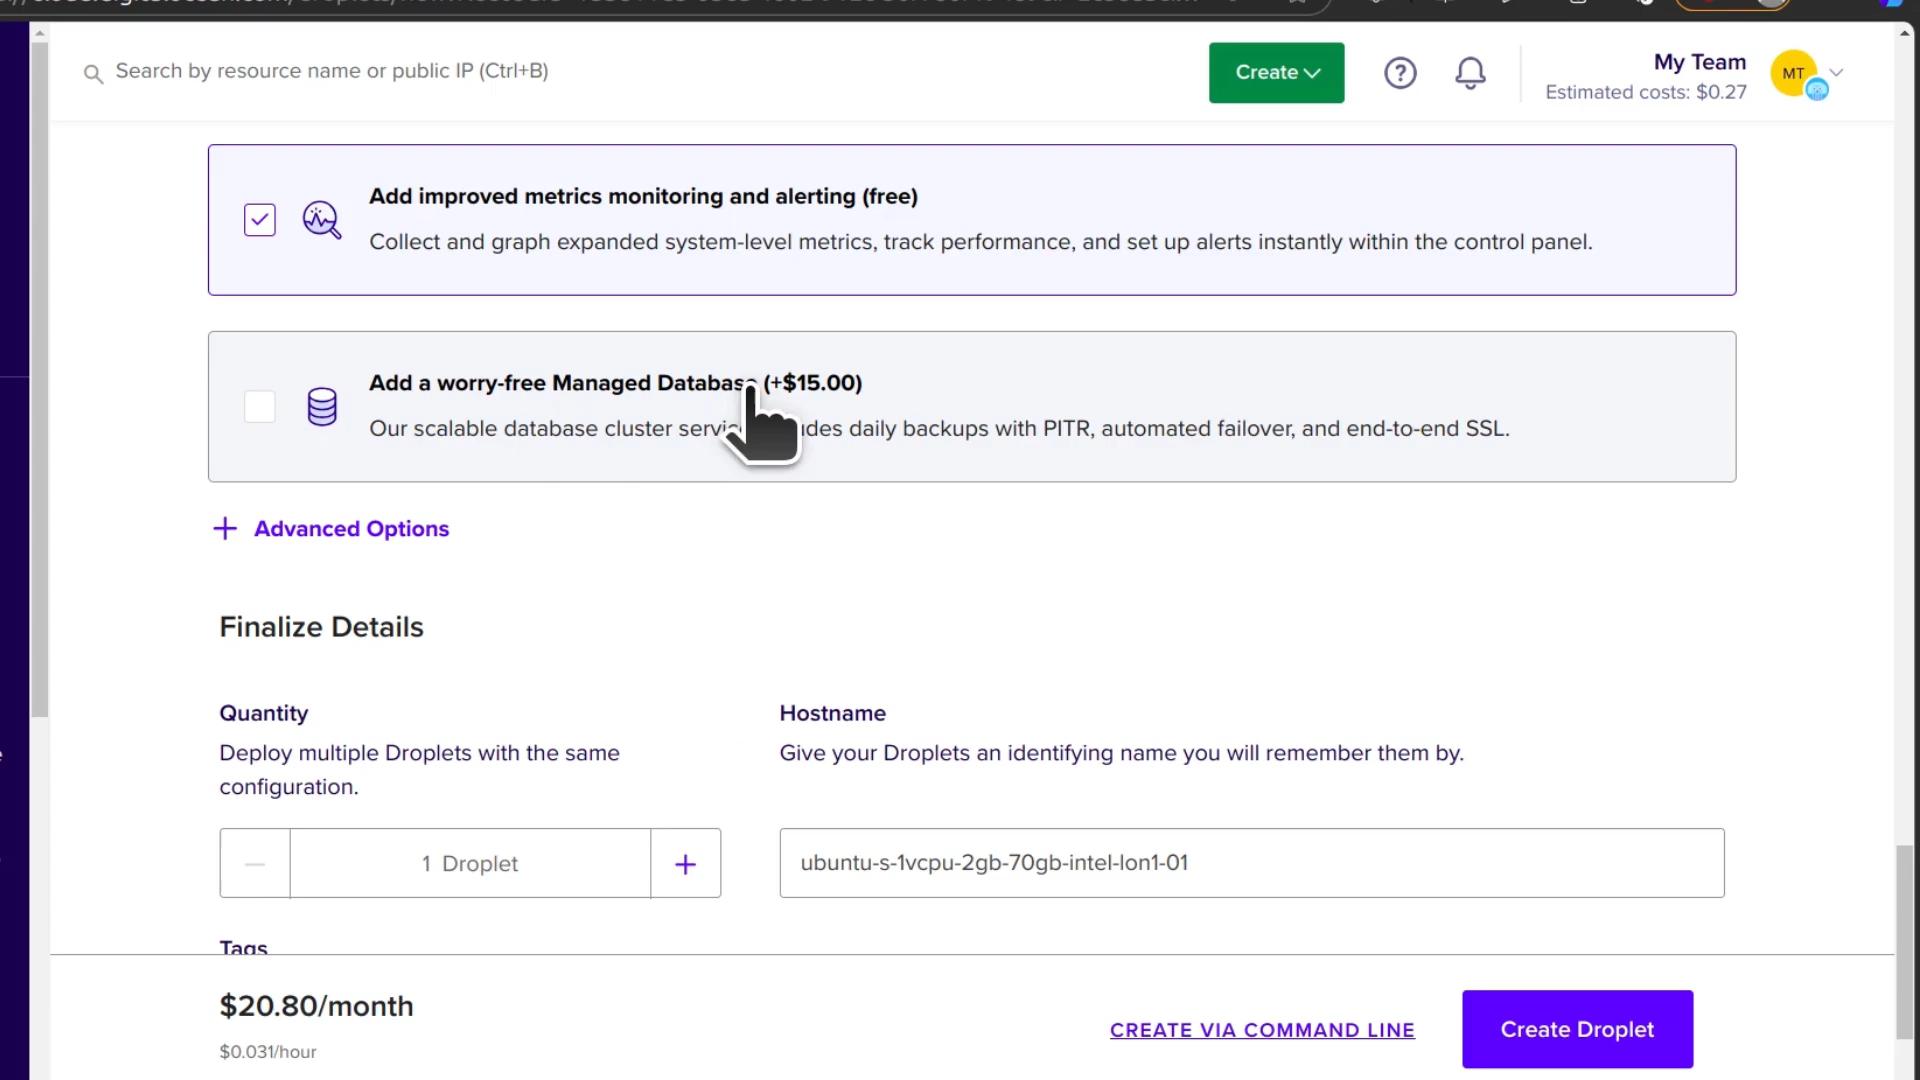 Search by resource name or public IP (Ctrl+B)
Create
My Team
Estimated costs: $0.27
MT
Add improved metrics monitoring and alerting (free)
Collect and graph expanded system-level metrics, track performance, and set up alerts instantly within the control panel.
Add a worry-free Managed Database (+$15.00)
Our scalable database cluster daily backups with PITR, automated failover, and end-to-end SSL.
Advanced Options
Finalize Details
Quantity
Deploy multiple Droplets with the same
configuration.
Hostname
Give your Droplets an identifying name you will remember them by.
1 Droplet
ubuntu-s-1vcpu-2gb-70gb-intel-lon1-01
Tags
$20.80/month
$0.031/hour
CREATE VIA COMMAND LINE
Create Droplet